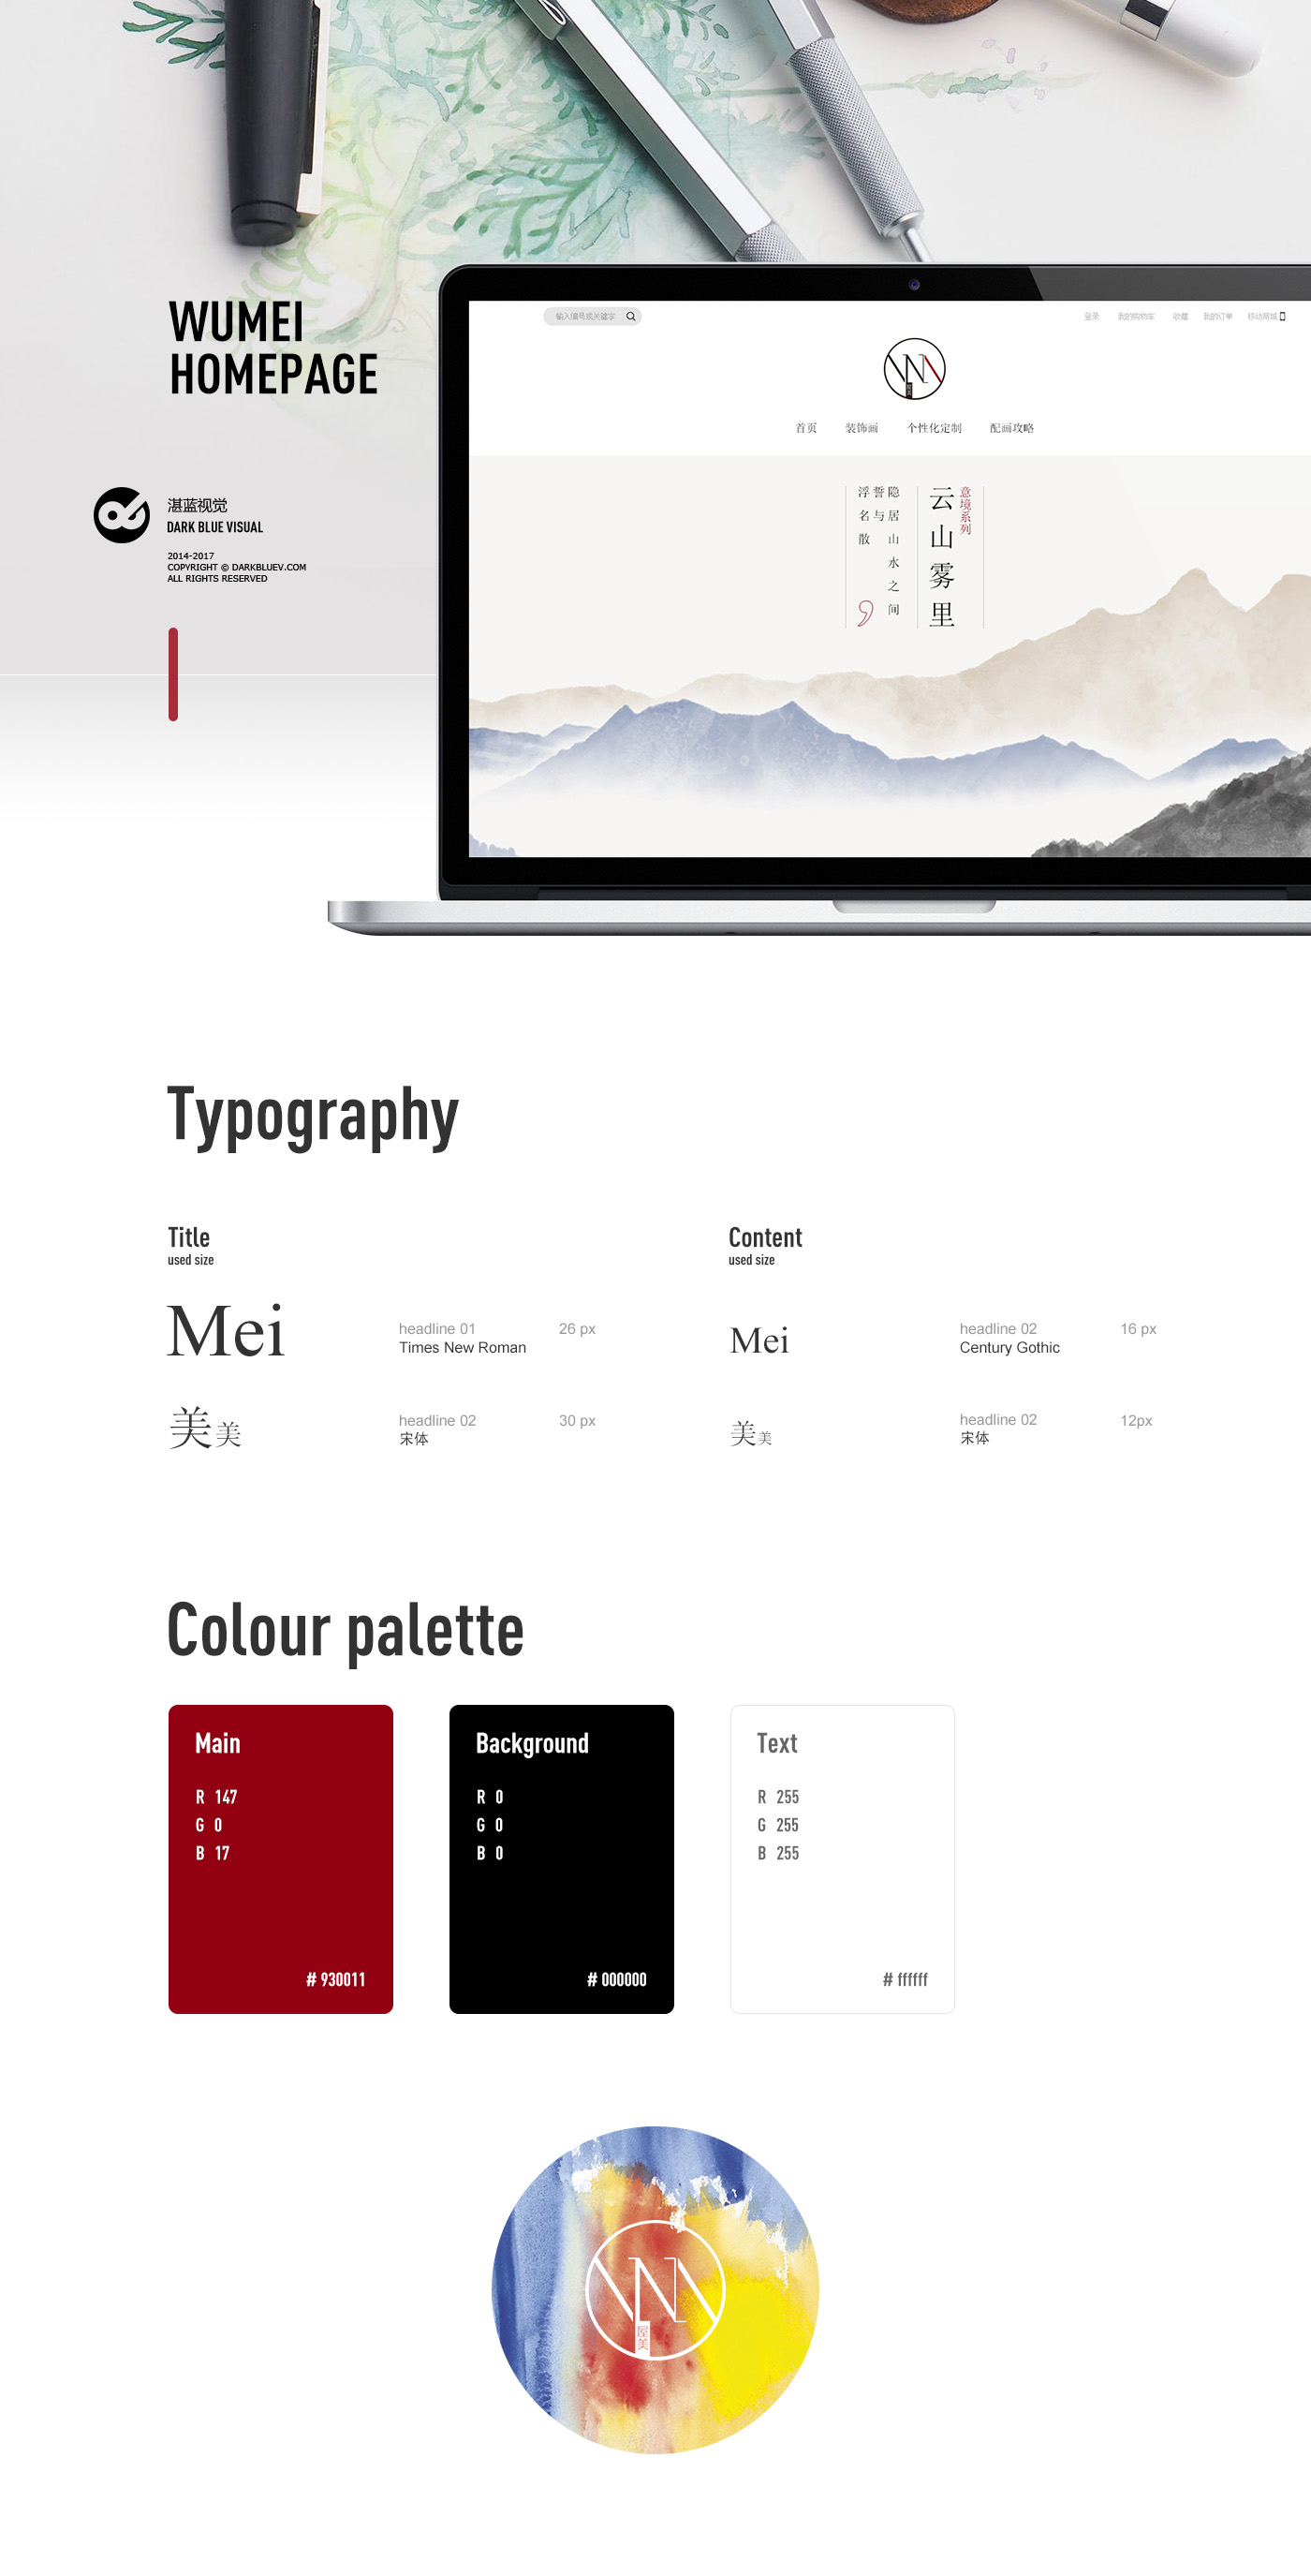 WUMEI
HOMEPAGE
湛蓝视觉
DARK BLUE VISUAL
2014-2017
COPYRIGHT © DARKBLUEV.COM
ALL RIGHTS RESERVED
输入编号或关键字
登录 我的购物车 收藏 我的订单 移动商城
首页 装饰画 个性化定制 配画攻略
意境系列
云山雾里
隐居山水之间
誓与
浮名散
Typography
Title
used size
Mei
headline 01
Times New Roman
26 px
美美
headline 02
宋体
30 px
Content
used size
Mei
headline 02
Century Gothic
16 px
美美
headline 02
宋体
12px
Colour palette
Main
R 147
G 0
B 17
# 930011
Background
R 0
G 0
B 0
# 000000
Text
R 255
G 255
B 255
# ffffff
屋美